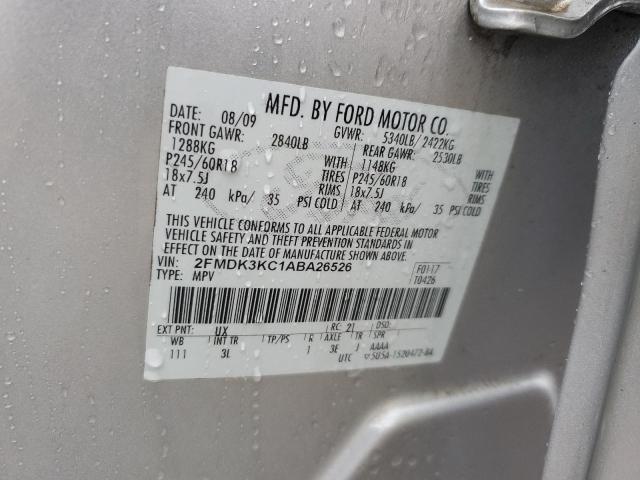 MFD. BY FORD MOTOR CO.
DATE: 08/09 GVWR: 5340LB/ 2422KG
FRONT GAWR: 2840LB REAR GAWR: 2530LB
1288KG WITH 1148KG WITH
P245/60R18 TIRES P245/60R18 TIRES
18x7.5J RIMS 18x7.5J RIMS
AT 240 kPa/ 35 PSI COLD AT 240 kPa/ 35 PSI COLD
THIS VEHICLE CONFORMS TO ALL APPLICABLE FEDERAL MOTOR
VEHICLE SAFETY AND THEFT PREVENTION STANDARDS IN
EFFECT ON THE DATE OF MANUFACTURE SHOWN ABOVE.
VIN: 2FMDK3KC1ABA26526 F0117
TYPE: MPV T0426
EXT PNT: UX RC: 21 DSO:
WB INT TR TP/PS R AXLE TR SPR
111 3L 1 3E J AAAA
UTC